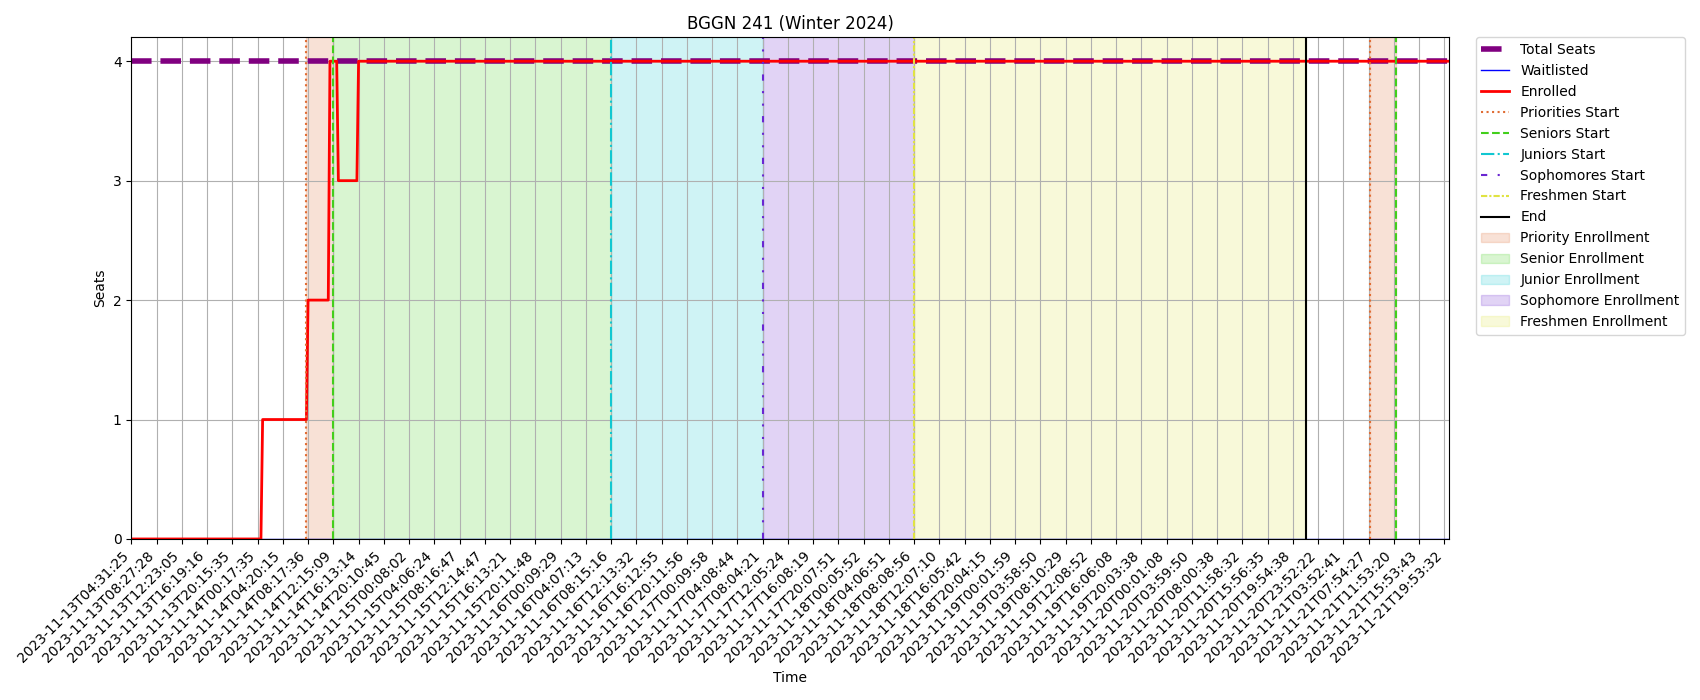 BGGN 241 (Winter 2024)
Seats
4
3
2
1
0
2023-11-13T04:31:25
2023-11-13T08:27:28
2023-11-13T12:23:05
2023-11-13T16:19:16
2023-11-13T20:15:35
2023-11-14T00:17:35
2023-11-14T04:20:15
2023-11-14T08:17:36
2023-11-14T12:15:09
2023-11-14T16:13:14
2023-11-14T20:10:45
2023-11-15T00:08:02
2023-11-15T04:06:24
2023-11-15T08:16:47
2023-11-15T12:14:47
2023-11-15T16:13:21
2023-11-15T20:11:48
2023-11-16T00:09:29
2023-11-16T04:07:13
2023-11-16T08:15:16
2023-11-16T12:13:32
2023-11-16T16:12:55
2023-11-16T20:11:56
2023-11-17T00:09:58
2023-11-17T04:08:44
2023-11-17T08:04:21
2023-11-17T12:05:24
2023-11-17T16:08:19
2023-11-17T20:07:51
2023-11-18T00:05:52
2023-11-18T04:06:51
2023-11-18T08:08:56
2023-11-18T12:07:10
2023-11-18T16:05:42
2023-11-18T20:04:15
2023-11-19T00:01:59
2023-11-19T03:58:50
2023-11-19T08:10:29
2023-11-19T12:08:52
2023-11-19T16:06:08
2023-11-19T20:03:38
2023-11-20T00:01:08
2023-11-20T03:59:50
2023-11-20T08:00:38
2023-11-20T11:58:32
2023-11-20T15:56:35
2023-11-20T19:54:38
2023-11-20T23:52:22
2023-11-21T03:52:41
2023-11-21T07:54:27
2023-11-21T11:53:20
2023-11-21T15:53:43
2023-11-21T19:53:32
Time
Total Seats
Waitlisted
Enrolled
Priorities Start
Seniors Start
Juniors Start
Sophomores Start
Freshmen Start
End
Priority Enrollment
Senior Enrollment
Junior Enrollment
Sophomore Enrollment
Freshmen Enrollment